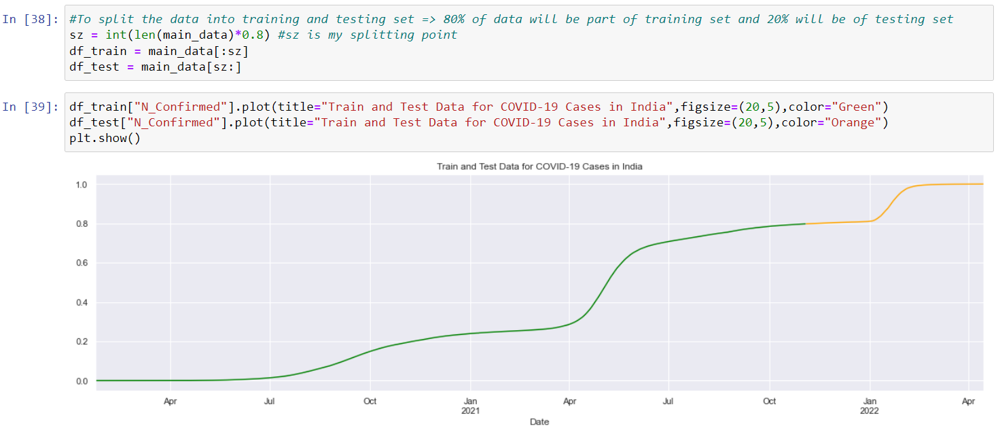 In [38]: #To split the data into training and testing set => 80% of data will be part of training set and 20% will be of testing set
sz = int(len(main_data)*0.8) #sz is my splitting point
df_train = main_data[:sz]
df_test = main_data[sz:]
In [39]: df_train["N_Confirmed"].plot(title="Train and Test Data for COVID-19 Cases in India",figsize=(20,5),color="Green")
df_test["N_Confirmed"].plot(title="Train and Test Data for COVID-19 Cases in India",figsize=(20,5),color="Orange")
plt.show()
Train and Test Data for COVID-19 Cases in India
1.0
0.8
0.6
0.4
0.2
0.0
Apr Jul Oct Jan Apr Jul Oct Jan Apr
2021 2022
Date